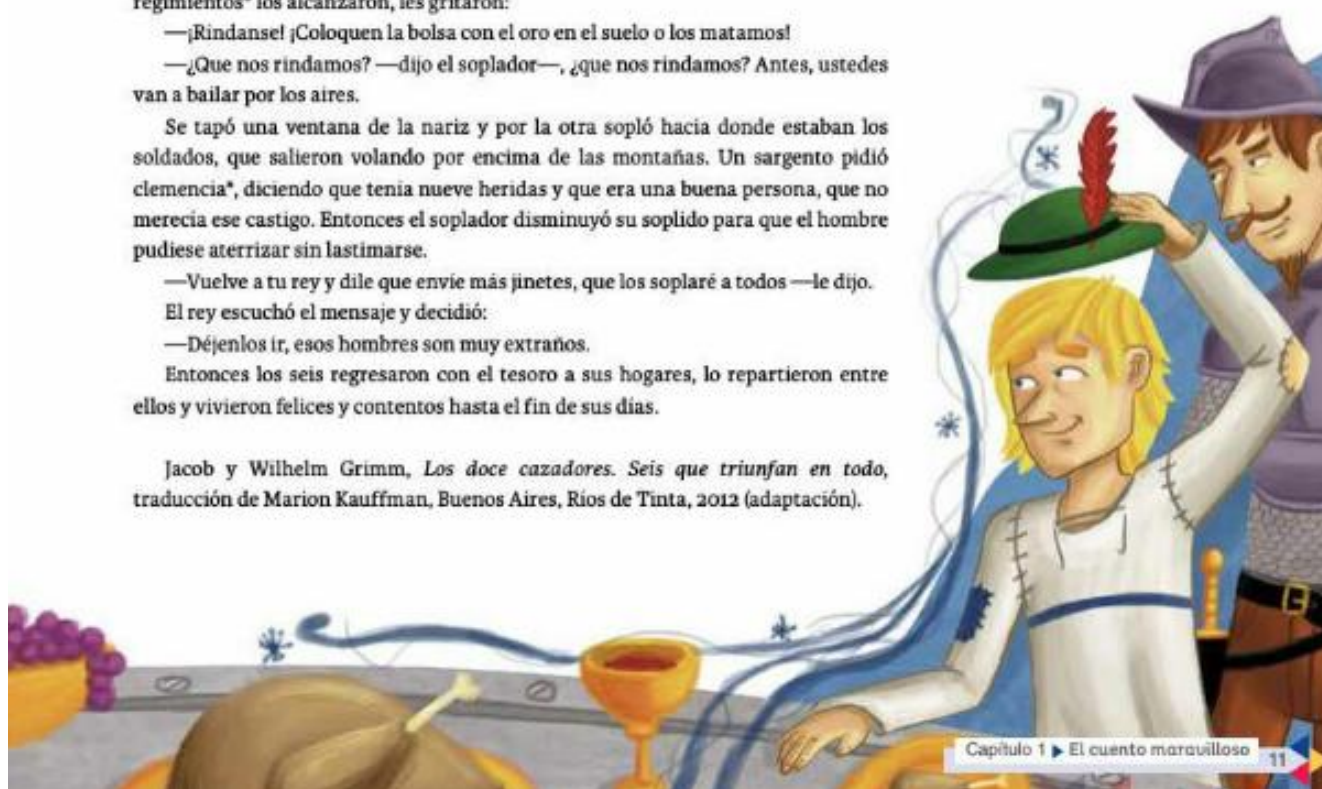 regimientos* los alcanzaron, les gritaron:
—¡Ríndanse! ¡Coloquen la bolsa con el oro en el suelo o los matamos!
—¿Que nos rindamos? —dijo el soplador—, ¿que nos rindamos? Antes, ustedes
van a bailar por los aires.
Se tapó una ventana de la nariz y por la otra sopló hacia donde estaban los
soldados, que salieron volando por encima de las montañas. Un sargento pidió
clemencia*, diciendo que tenía nueve heridas y que era una buena persona, que no
merecía ese castigo. Entonces el soplador disminuyó su soplido para que el hombre
pudiese aterrizar sin lastimarse.
—Vuelve a tu rey y dile que envíe más jinetes, que los soplaré a todos —le dijo.
El rey escuchó el mensaje y decidió:
—Déjenlos ir, esos hombres son muy extraños.
Entonces los seis regresaron con el tesoro a sus hogares, lo repartieron entre
ellos y vivieron felices y contentos hasta el fin de sus días.
Jacob y Wilhelm Grimm, Los doce cazadores. Seis que triunfan en todo,
traducción de Marion Kauffman, Buenos Aires, Ríos de Tinta, 2012 (adaptación).
Capítulo 1 ▶ El cuento maravilloso 11